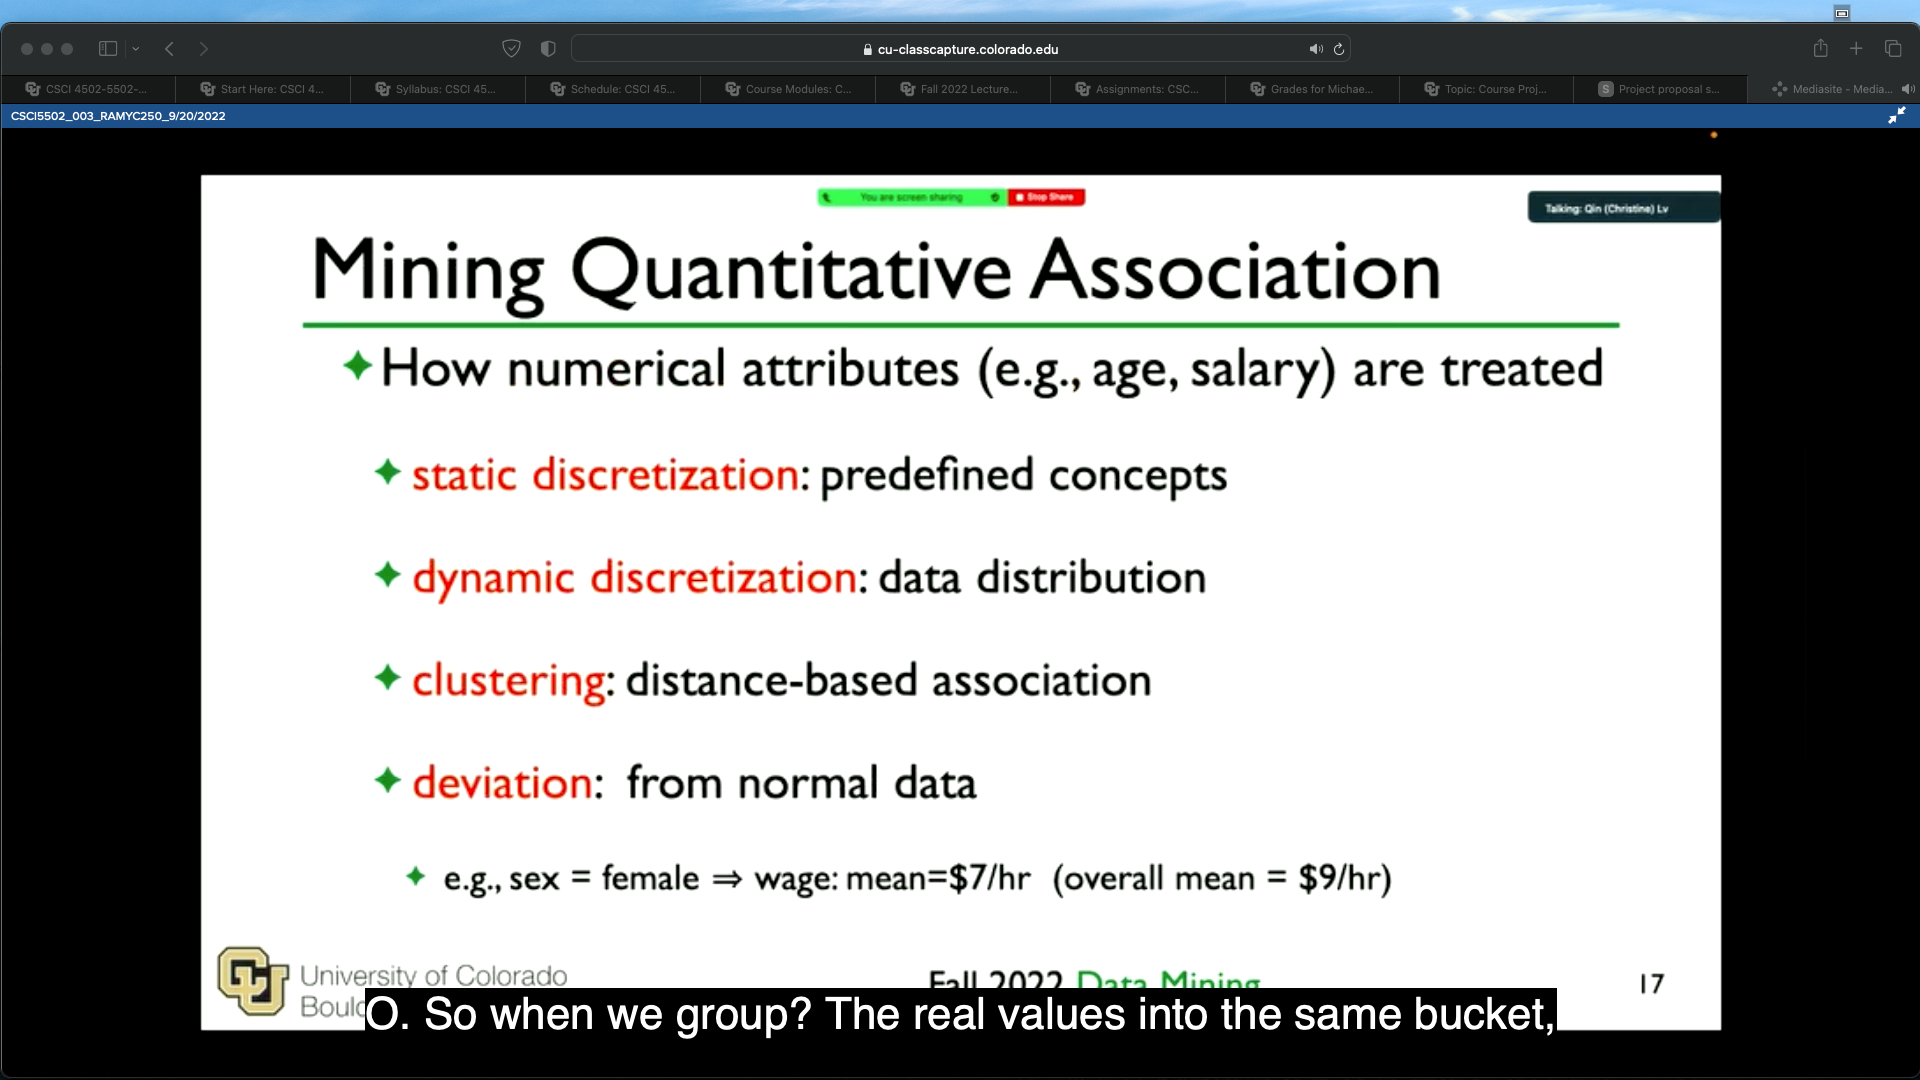 cu-classcapture.colorado.edu
CSCI 4502-5502-...
Start Here: CSCI 4...
Syllabus: CSCI 45...
Schedule: CSCI 45...
Course Modules: C...
Fall 2022 Lecture...
Assignments: CSC...
Grades for Michae...
Topic: Course Proj...
S Project proposal s...
Mediasite - Media...
CSCI5502_003_RAMYC250_9/20/2022
You are screen sharing
Stop Share
Talking: Qin (Christine) Lv
Mining Quantitative Association
How numerical attributes (e.g., age, salary) are treated
static discretization: predefined concepts
dynamic discretization: data distribution
clustering: distance-based association
deviation: from normal data
e.g., sex = female ⇒ wage: mean=$7/hr (overall mean = $9/hr)
CU University of Colorado
Fall 2022 Data Mining
17
O. So when we group? The real values into the same bucket,